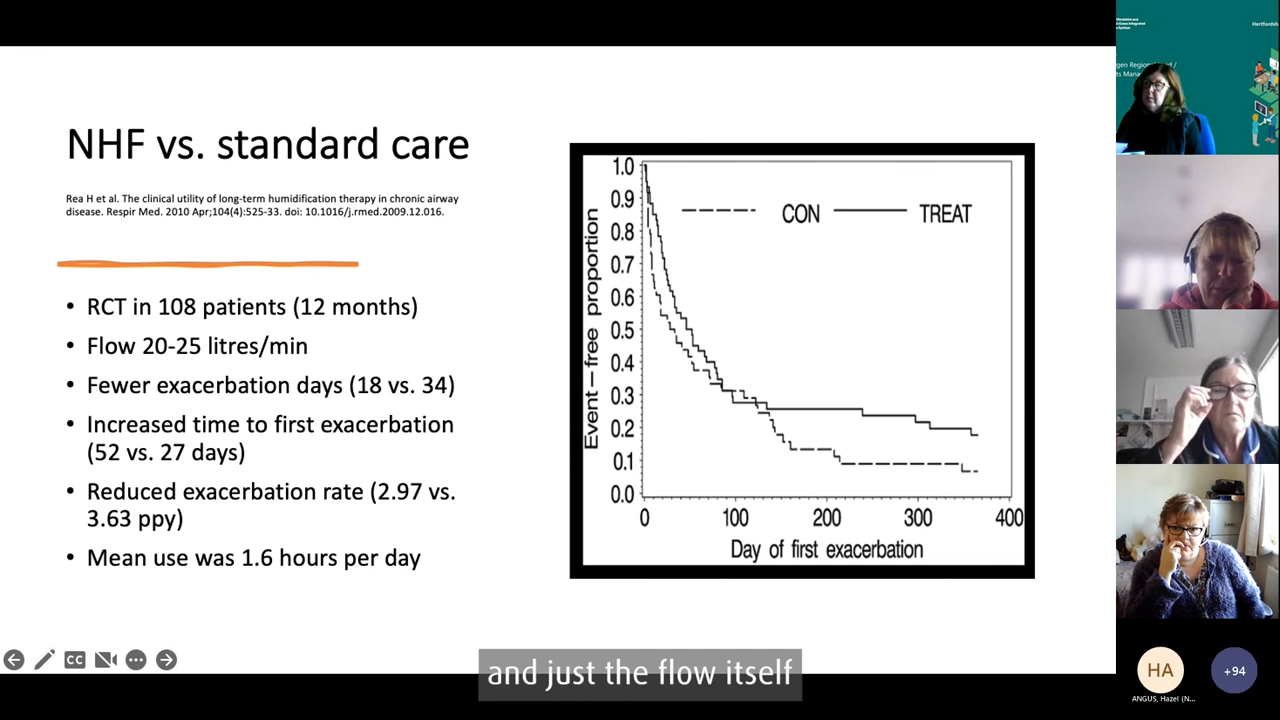 NHF vs. standard care
Rea H et al. The clinical utility of long-term humidification therapy in chronic airway
disease. Respir Med. 2010 Apr;104(4):525-33. doi: 10.1016/j.rmed.2009.12.016.
• RCT in 108 patients (12 months)
• Flow 20-25 litres/min
• Fewer exacerbation days (18 vs. 34)
• Increased time to first exacerbation
(52 vs. 27 days)
• Reduced exacerbation rate (2.97 vs.
3.63 ppy)
• Mean use was 1.6 hours per day
Event-free proportion
1.0
0.9
0.8
0.7
0.6
0.5
0.4
0.3
0.2
0.1
0.0
CON TREAT
0 100 200 300 400
Day of first exacerbation
CC
and just the flow itself
HA
+94
ANGUS, Hazel (N...